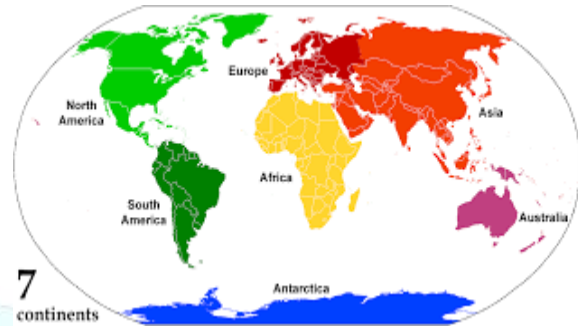 Europe
North
America
Asia
Africa
South
America
Australia
Antarctica
7
continents